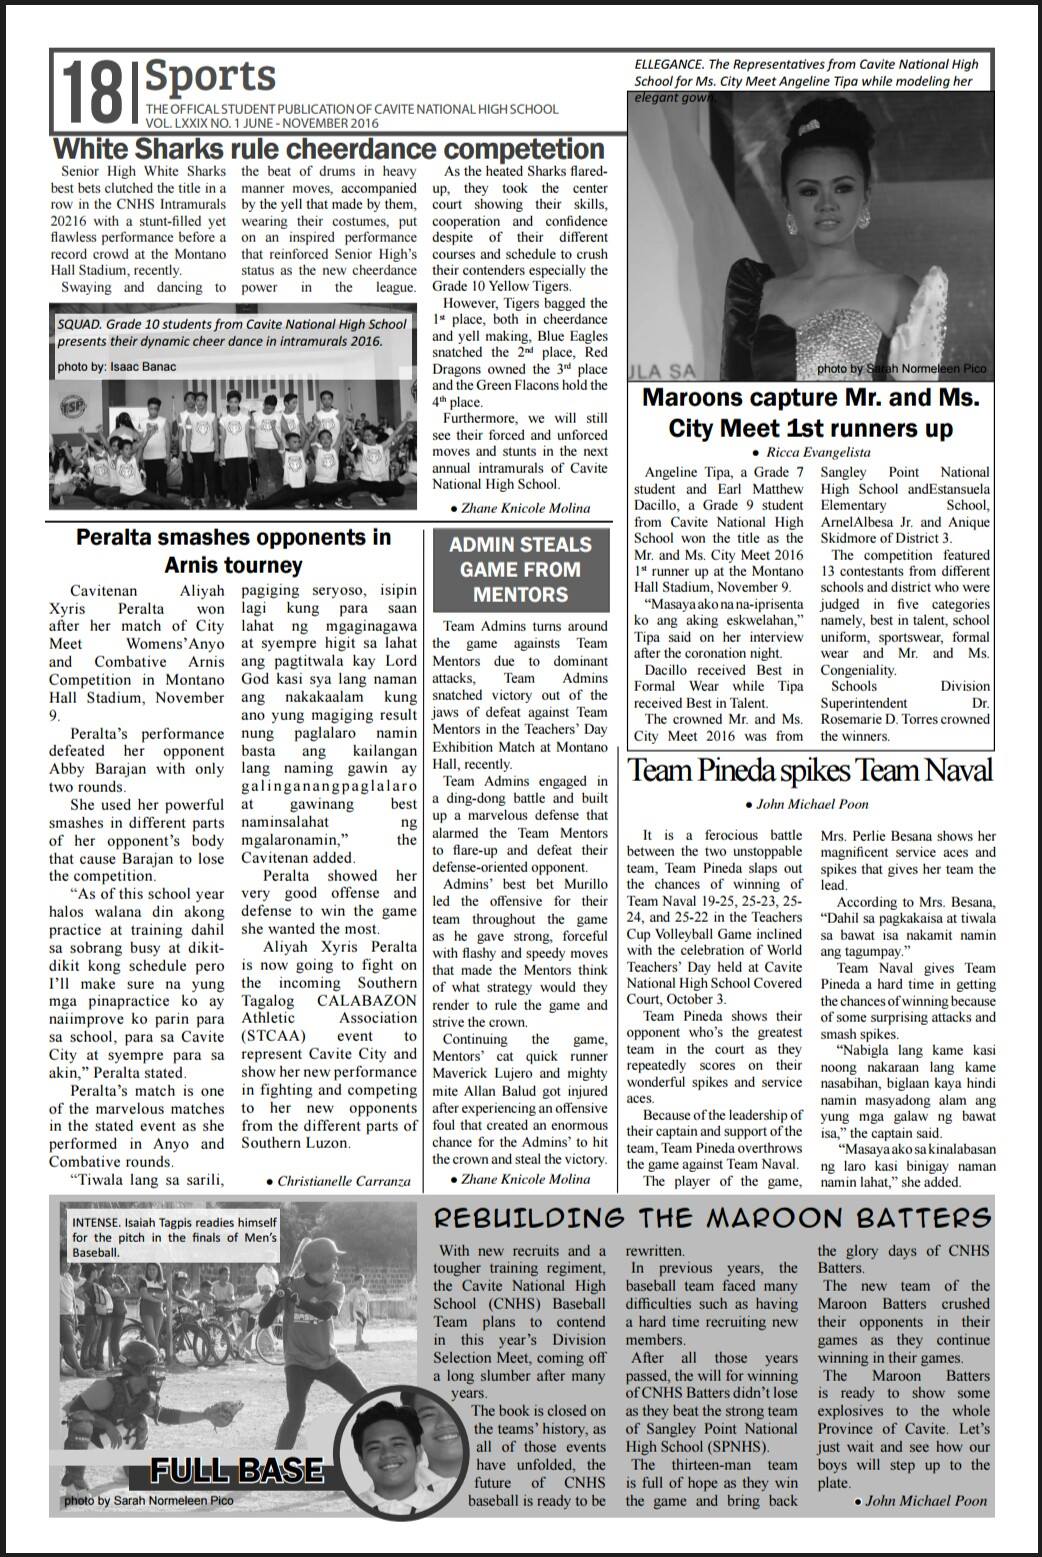 18
Sports
THE OFFICAL STUDENT PUBLICATION OF CAVITE NATIONAL HIGH SCHOOL
VOL. LXXIX NO. 1 JUNE - NOVEMBER 2016
ELLEGANCE. The Representatives from Cavite National High
School for Ms. City Meet Angeline Tipa while modeling her
elegant gown.
JLA SA
photo by Sarah Normeleen Pico
White Sharks rule cheerdance competetion
Senior High White Sharks
best bets clutched the title in a
row in the CNHS Intramurals
20216 with a stunt-filled yet
flawless performance before a
record crowd at the Montano
Hall Stadium, recently.
Swaying and dancing to
the beat of drums in heavy
manner moves, accompanied
by the yell that made by them,
wearing their costumes, put
on an inspired performance
that reinforced Senior High's
status as the new cheerdance
power in the league.
As the heated Sharks flared-
up, they took the center
court showing their skills,
cooperation and confidence
despite of their different
courses and schedule to crush
their contenders especially the
Grade 10 Yellow Tigers.
However, Tigers bagged the
1st place, both in cheerdance
and yell making, Blue Eagles
snatched the 2nd place, Red
Dragons owned the 3rd place
and the Green Flacons hold the
4th place.
Furthermore, we will still
see their forced and unforced
moves and stunts in the next
annual intramurals of Cavite
National High School.
• Zhane Knicole Molina
SQUAD. Grade 10 students from Cavite National High School
presents their dynamic cheer dance in intramurals 2016.
photo by: Isaac Banac
TSP
Maroons capture Mr. and Ms.
City Meet 1st runners up
• Ricca Evangelista
Angeline Tipa, a Grade 7
student and Earl Matthew
Dacillo, a Grade 9 student
from Cavite National High
School won the title as the
Mr. and Ms. City Meet 2016
1st runner up at the Montano
Hall Stadium, November 9.
“Masaya ako na na-iprisenta
ko ang aking eskwelahan,”
Tipa said on her interview
after the coronation night.
Dacillo received Best in
Formal Wear while Tipa
received Best in Talent.
The crowned Mr. and Ms.
City Meet 2016 was from
Sangley Point National
High School andEstansuela
Elementary School,
ArnelAlbesa Jr. and Anique
Skidmore of District 3.
The competition featured
13 contestants from different
schools and district who were
judged in five categories
namely, best in talent, school
uniform, sportswear, formal
wear and Mr. and Ms.
Congeniality.
Schools Division
Superintendent Dr.
Rosemarie D. Torres crowned
the winners.
Peralta smashes opponents in
Arnis tourney
Cavitenan Aliyah
Xyris Peralta won
after her match of City
Meet Womens’Anyo
and Combative Arnis
Competition in Montano
Hall Stadium, November
9.
Peralta's performance
defeated her opponent
Abby Barajan with only
two rounds.
She used her powerful
smashes in different parts
of her opponent's body
that cause Barajan to lose
the competition.
“As of this school year
halos walana din akong
practice at training dahil
sa sobrang busy at dikit-
dikit kong schedule pero
I'll make sure na yung
mga pinapractice ko ay
naiimprove ko parin para
sa school, para sa Cavite
City at syempre para sa
akin,” Peralta stated.
Peralta's match is one
of the marvelous matches
in the stated event as she
performed in Anyo and
Combative rounds.
“Tiwala lang sa sarili,
pagiging seryoso, isipin
lagi kung para saan
lahat ng mgaginagawa
at syempre higit sa lahat
ang pagtitwala kay Lord
God kasi sya lang naman
ang nakakaalam kung
ano yung magiging result
nung paglalaro namin
basta ang kailangan
lang naming gawin ay
galinganangpaglalaro
at gawinang best
naminsalahat ng
mgalaronamin,” the
Cavitenan added.
Peralta showed her
very good offense and
defense to win the game
she wanted the most.
Aliyah Xyris Peralta
is now going to fight on
the incoming Southern
Tagalog CALABAZON
Athletic Association
(STCAA) event to
represent Cavite City and
show her new performance
in fighting and competing
to her new opponents
from the different parts of
Southern Luzon.
• Christianelle Carranza
ADMIN STEALS
GAME FROM
MENTORS
Team Admins turns around
the game againsts Team
Mentors due to dominant
attacks, Team Admins
snatched victory out of the
jaws of defeat against Team
Mentors in the Teachers' Day
Exhibition Match at Montano
Hall, recently.
Team Admins engaged in
a ding-dong battle and built
up a marvelous defense that
alarmed the Team Mentors
to flare-up and defeat their
defense-oriented opponent.
Admins' best bet Murillo
led the offensive for their
team throughout the game
as he gave strong, forceful
with flashy and speedy moves
that made the Mentors think
of what strategy would they
render to rule the game and
strive the crown.
Continuing the game,
Mentors' cat quick runner
Maverick Lujero and mighty
mite Allan Balud got injured
after experiencing an offensive
foul that created an enormous
chance for the Admins' to hit
the crown and steal the victory.
• Zhane Knicole Molina
Team Pineda spikes Team Naval
• John Michael Poon
It is a ferocious battle
between the two unstoppable
team, Team Pineda slaps out
the chances of winning of
Team Naval 19-25, 25-23, 25-
24, and 25-22 in the Teachers
Cup Volleyball Game inclined
with the celebration of World
Teachers' Day held at Cavite
National High School Covered
Court, October 3.
Team Pineda shows their
opponent who's the greatest
team in the court as they
repeatedly scores on their
wonderful spikes and service
aces.
Because of the leadership of
their captain and support of the
team, Team Pineda overthrows
the game against Team Naval.
The player of the game,
Mrs. Perlie Besana shows her
magnificent service aces and
spikes that gives her team the
lead.
According to Mrs. Besana,
“Dahil sa pagkakaisa at tiwala
sa bawat isa nakamit namin
ang tagumpay.”
Team Naval gives Team
Pineda a hard time in getting
the chances of winning because
of some surprising attacks and
smash spikes.
“Nabigla lang kame kasi
noong nakaraan lang kame
nasabihan, biglaan kaya hindi
namin masyadong alam ang
yung mga galaw ng bawat
isa,” the captain said.
“Masaya ako sa kinalabasan
ng laro kasi binigay naman
namin lahat,” she added.
INTENSE. Isaiah Tagpis readies himself
for the pitch in the finals of Men's
Baseball.
FULL BASE
photo by Sarah Normeleen Pico
REBUILDING THE MAROON BATTERS
With new recruits and a
tougher training regiment,
the Cavite National High
School (CNHS) Baseball
Team plans to contend
in this year's Division
Selection Meet, coming off
a long slumber after many
years.
The book is closed on
the teams' history, as
all of those events
have unfolded, the
future of CNHS
baseball is ready to be
rewritten.
In previous years, the
baseball team faced many
difficulties such as having
a hard time recruiting new
members.
After all those years
passed, the will for winning
of CNHS Batters didn't lose
as they beat the strong team
of Sangley Point National
High School (SPNHS).
The thirteen-man team
is full of hope as they win
the game and bring back
the glory days of CNHS
Batters.
The new team of the
Maroon Batters crushed
their opponents in their
games as they continue
winning in their games.
The Maroon Batters
is ready to show some
explosives to the whole
Province of Cavite. Let's
just wait and see how our
boys will step up to the
plate.
• John Michael Poon